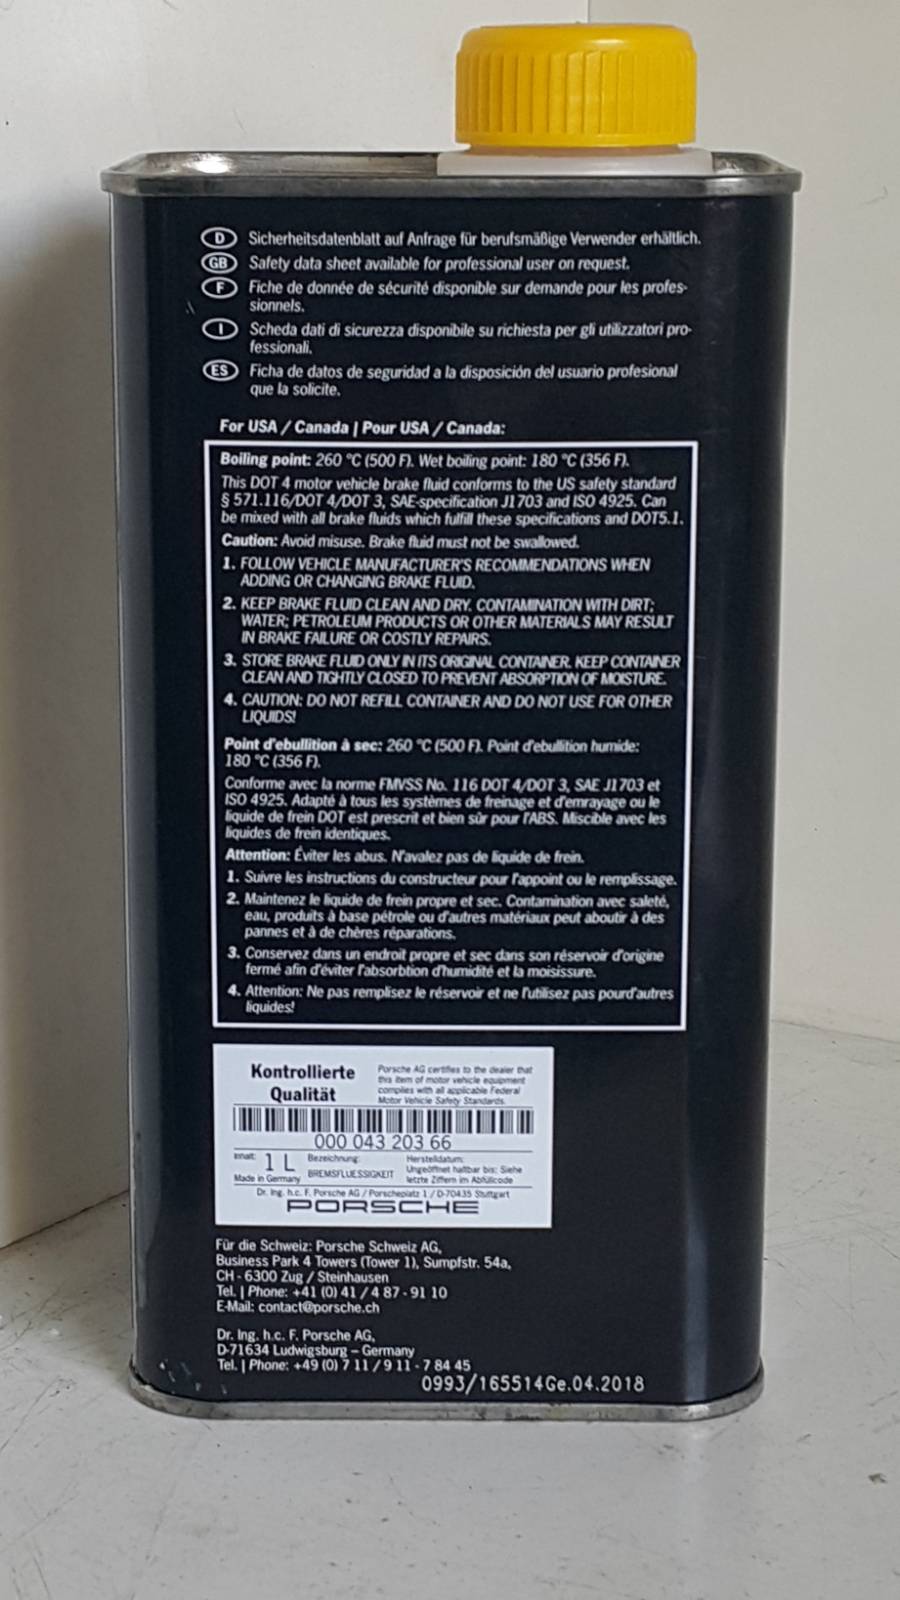 D Sicherheitsdatenblatt auf Anfrage für berufsmäßige Verwender erhältlich.
GB Safety data sheet available for professional user on request.
F Fiche de donnée de sécurité disponible sur demande pour les profes-
sionnels.
I Scheda dati di sicurezza disponibile su richiesta per gli utilizzatori pro-
fessionali.
ES Ficha de datos de seguridad a la disposición del usuario profesional
que la solicite.
For USA / Canada | Pour USA / Canada:
Boiling point: 260 °C (500 F). Wet boiling point: 180 °C (356 F).
This DOT 4 motor vehicle brake fluid conforms to the US safety standard
§ 571.116/DOT 4/DOT 3, SAE-specification J1703 and ISO 4925. Can
be mixed with all brake fluids which fulfill these specifications and DOT5.1.
Caution: Avoid misuse. Brake fluid must not be swallowed.
1. FOLLOW VEHICLE MANUFACTURER'S RECOMMENDATIONS WHEN
ADDING OR CHANGING BRAKE FLUID.
2. KEEP BRAKE FLUID CLEAN AND DRY. CONTAMINATION WITH DIRT;
WATER; PETROLEUM PRODUCTS OR OTHER MATERIALS MAY RESULT
IN BRAKE FAILURE OR COSTLY REPAIRS.
3. STORE BRAKE FLUID ONLY IN ITS ORIGINAL CONTAINER. KEEP CONTAINER
CLEAN AND TIGHTLY CLOSED TO PREVENT ABSORPTION OF MOISTURE.
4. CAUTION: DO NOT REFILL CONTAINER AND DO NOT USE FOR OTHER
LIQUIDS!
Point d'ebullition à sec: 260 °C (500 F). Point d'ebullition humide:
180 °C (356 F).
Conforme avec la norme FMVSS No. 116 DOT 4/DOT 3, SAE J1703 et
ISO 4925. Adapté à tous les systèmes de freinage et d'emrayage ou le
liquide de frein DOT est prescrit et bien sûr pour l'ABS. Miscible avec les
liquides de frein identiques.
Attention: Éviter les abus. N'avalez pas de liquide de frein.
1. Suivre les instructions du constructeur pour l'appoint ou le remplissage.
2. Maintenez le liquide de frein propre et sec. Contamination avec saleté,
eau, produits à base pétrole ou d'autres matériaux peut aboutir à des
pannes et à de chères réparations.
3. Conservez dans un endroit propre et sec dans son réservoir d'origine
fermé afin d'éviter l'absorbtion d'humidité et la moisissure.
4. Attention: Ne pas remplisez le réservoir et ne l'utilisez pas pourd'autres
liquides!
Kontrollierte
Qualität
Porsche AG certifies to the dealer that
this item of motor vehicle equipment
complies with all applicable Federal
Motor Vehicle Safety Standards.
000 043 203 66
Inhalt: 1 L
Made in Germany
Bezeichnung:
BREMSFLUESSIGKEIT
Herstelldatum:
Ungeöffnet haltbar bis: Siehe
letzte Ziffern im Abfüllcode
Dr. Ing. h.c. F. Porsche AG / Porscheplatz 1 / D-70435 Stuttgart
PORSCHE
Für die Schweiz: Porsche Schweiz AG,
Business Park 4 Towers (Tower 1), Sumpfstr. 54a,
CH - 6300 Zug / Steinhausen
Tel. | Phone: +41 (0) 41 / 4 87 - 91 10
E-Mail: contact@porsche.ch
Dr. Ing. h.c. F. Porsche AG,
D-71634 Ludwigsburg – Germany
Tel. | Phone: +49 (0) 7 11 / 9 11 - 7 84 45
0993/165514Ge.04.2018